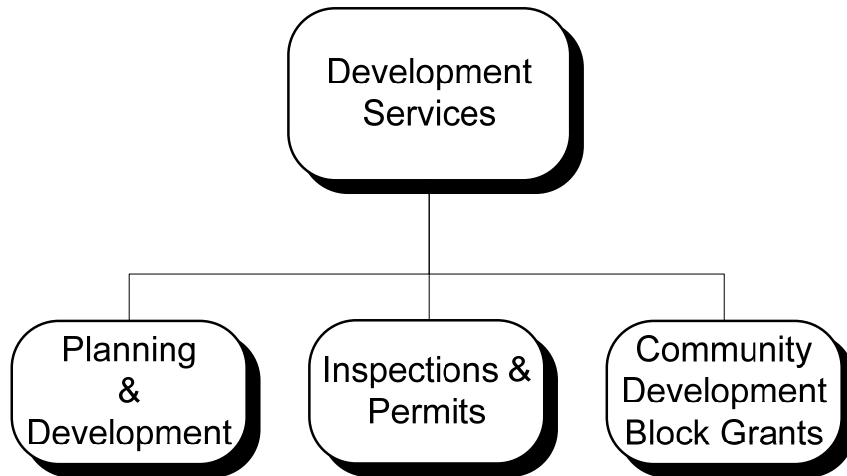 Development
Services
Planning
&
Development
Inspections &
Permits
Community
Development
Block Grants